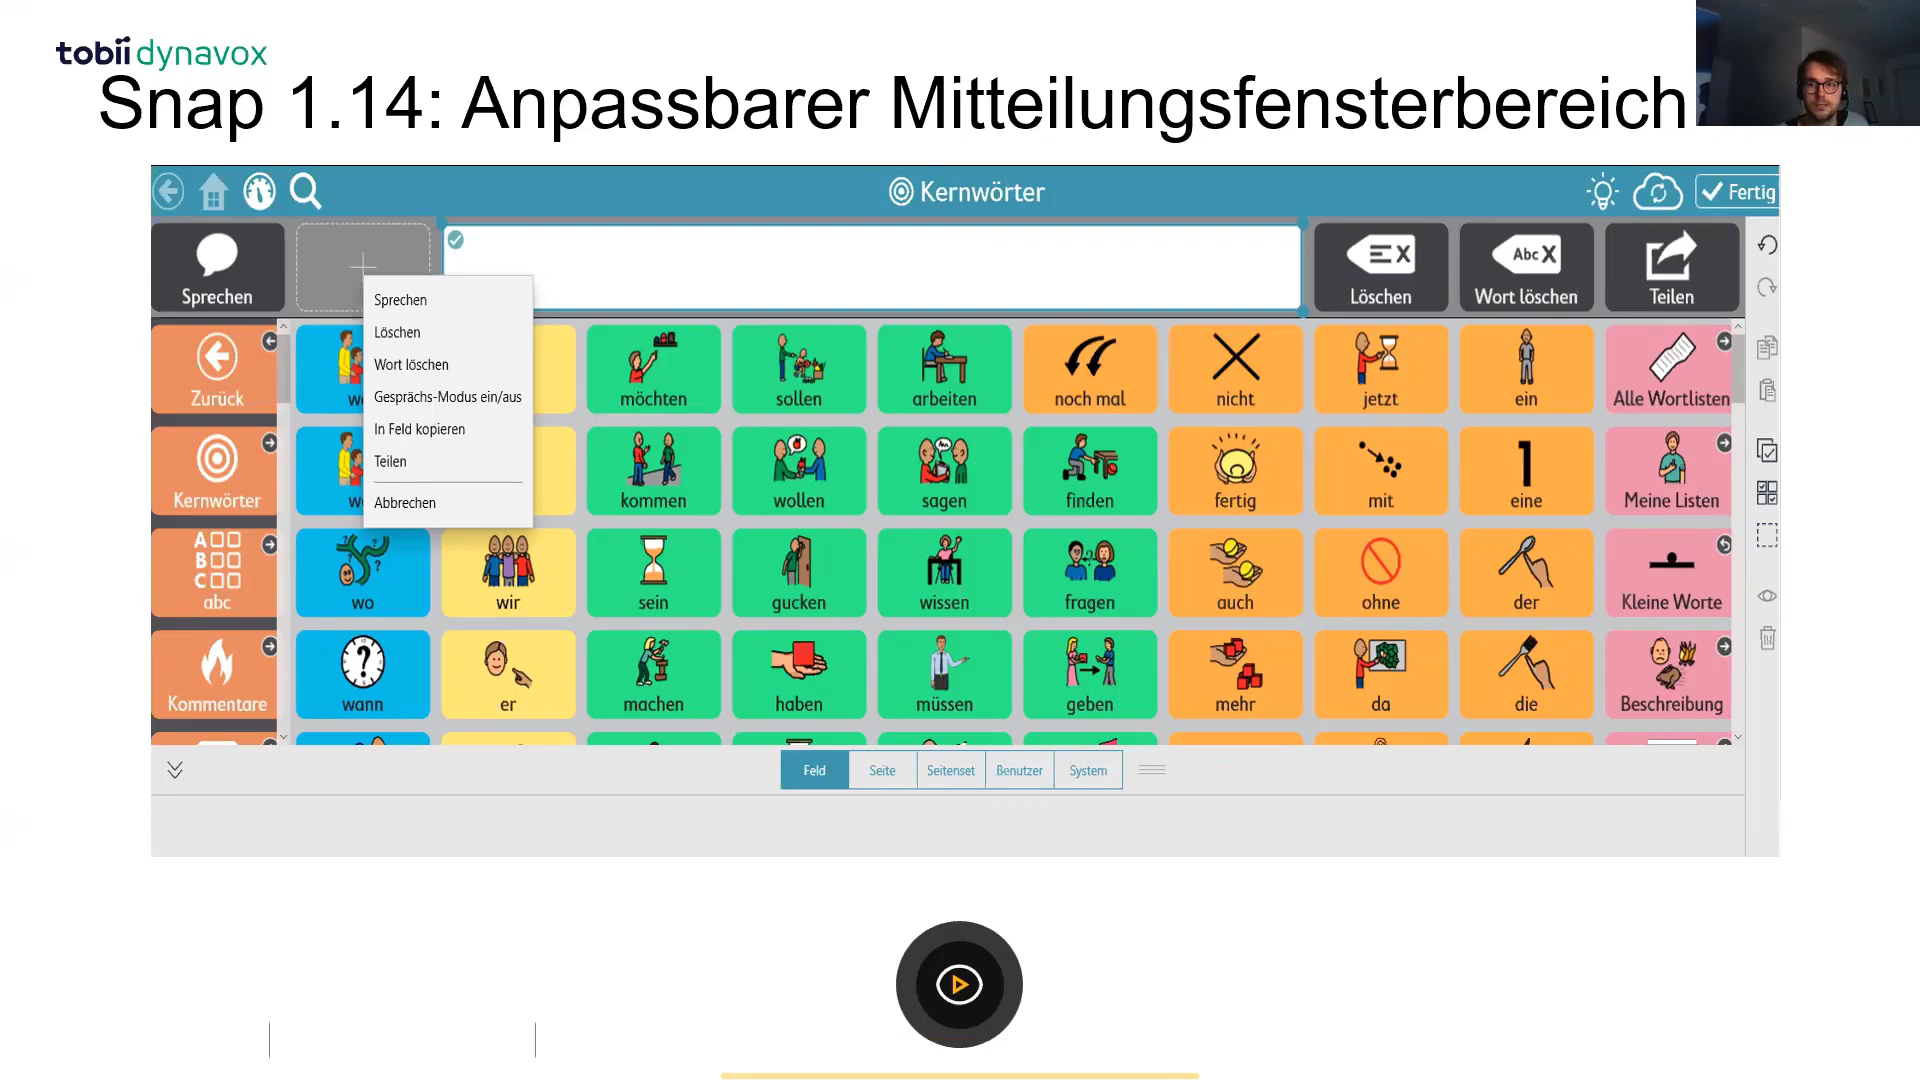 tobii dynavox
Snap 1.14: Anpassbarer Mitteilungsfensterbereich
Kernwörter
Fertig
Sprechen
X
Löschen
Abc X
Wort löschen
Teilen
Sprechen
Löschen
Wort löschen
Gesprächs-Modus ein/aus
In Feld kopieren
Teilen
Abbrechen
Zurück
möchten
sollen
arbeiten
noch mal
nicht
jetzt
ein
Alle Wortlisten
Kernwörter
kommen
wollen
sagen
finden
fertig
mit
1
eine
Meine Listen
A
B
C
abc
wo
wir
sein
gucken
wissen
fragen
auch
ohne
der
Kleine Worte
Kommentare
wann
er
machen
haben
müssen
geben
mehr
da
die
Beschreibung
Feld
Seite
Seitenset
Benutzer
System